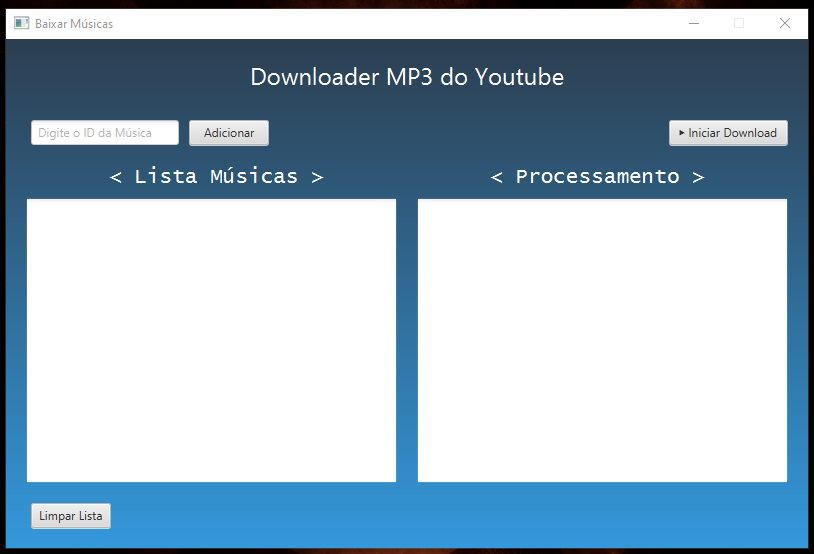 Baixar Músicas
Downloader MP3 do Youtube
Digite o ID da Música
Adicionar
Iniciar Download
< Lista Músicas >
< Processamento >
Limpar Lista